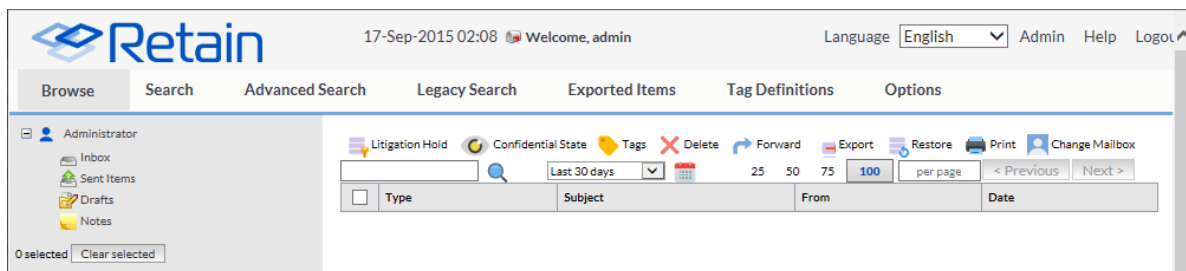 Retain
17-Sep-2015 02:08 Welcome, admin
Language English Admin Help Logou
Browse Search Advanced Search Legacy Search Exported Items Tag Definitions Options
Administrator
Inbox
Sent Items
Drafts
Notes
0 selected Clear selected
Litigation Hold Confidential State Tags Delete Forward Export Restore Print Change Mailbox
Last 30 days 25 50 75 100 per page < Previous Next >
Type Subject From Date